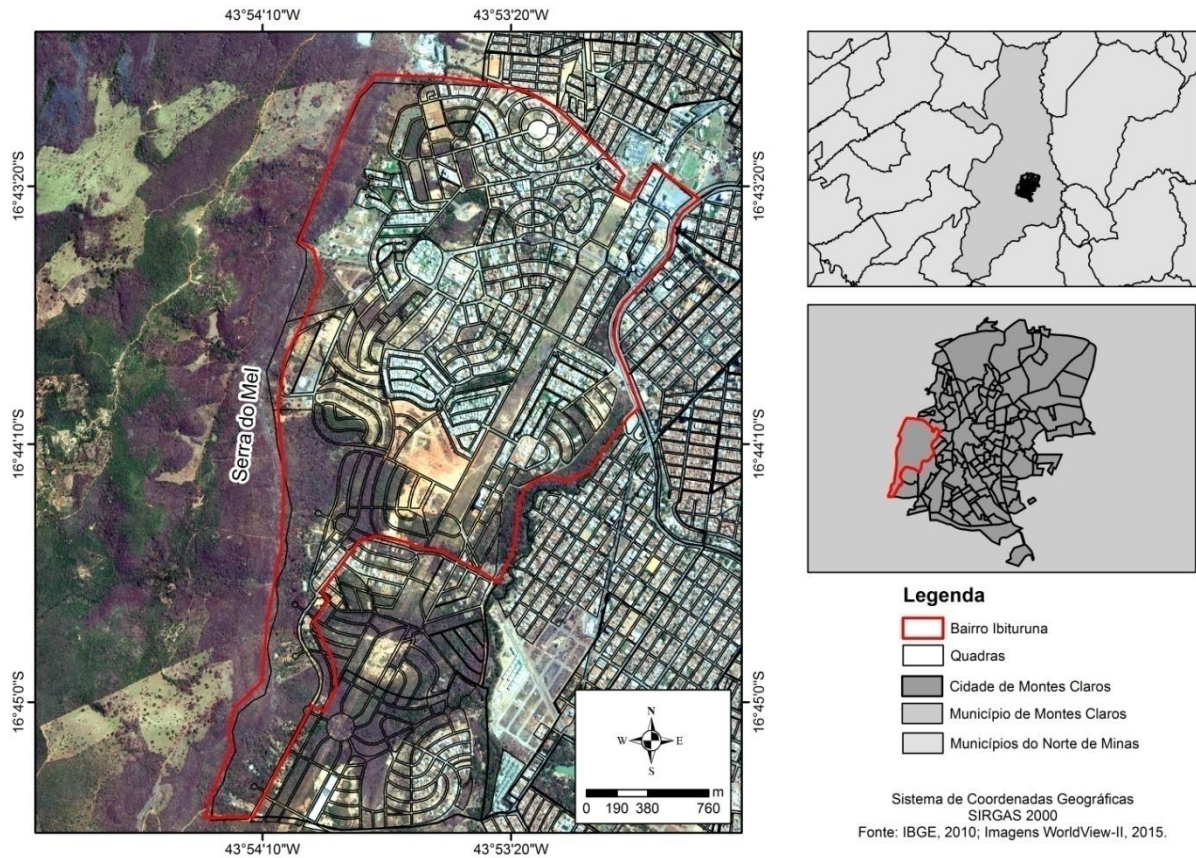 43°54'10"W
43°53'20"W
16°43'20"S
16°43'20"S
16°44'10"S
16°44'10"S
16°45'0"S
16°45'0"S
Serra do Mel
N
W
E
S
m
0 190 380 760
43°54'10"W
43°53'20"W
Legenda
Bairro Ibituruna
Quadras
Cidade de Montes Claros
Município de Montes Claros
Municípios do Norte de Minas
Sistema de Coordenadas Geográficas
SIRGAS 2000
Fonte: IBGE, 2010; Imagens WorldView-II, 2015.